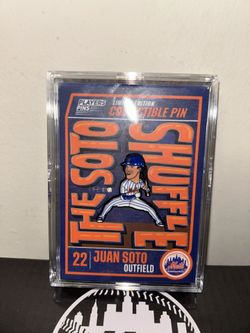 PLAYERS
PINS
LIMITED EDITION
COLLECTIBLE PIN
THE SOTO
SHUFFLE
22
JUAN SOTO
OUTFIELD
Mets